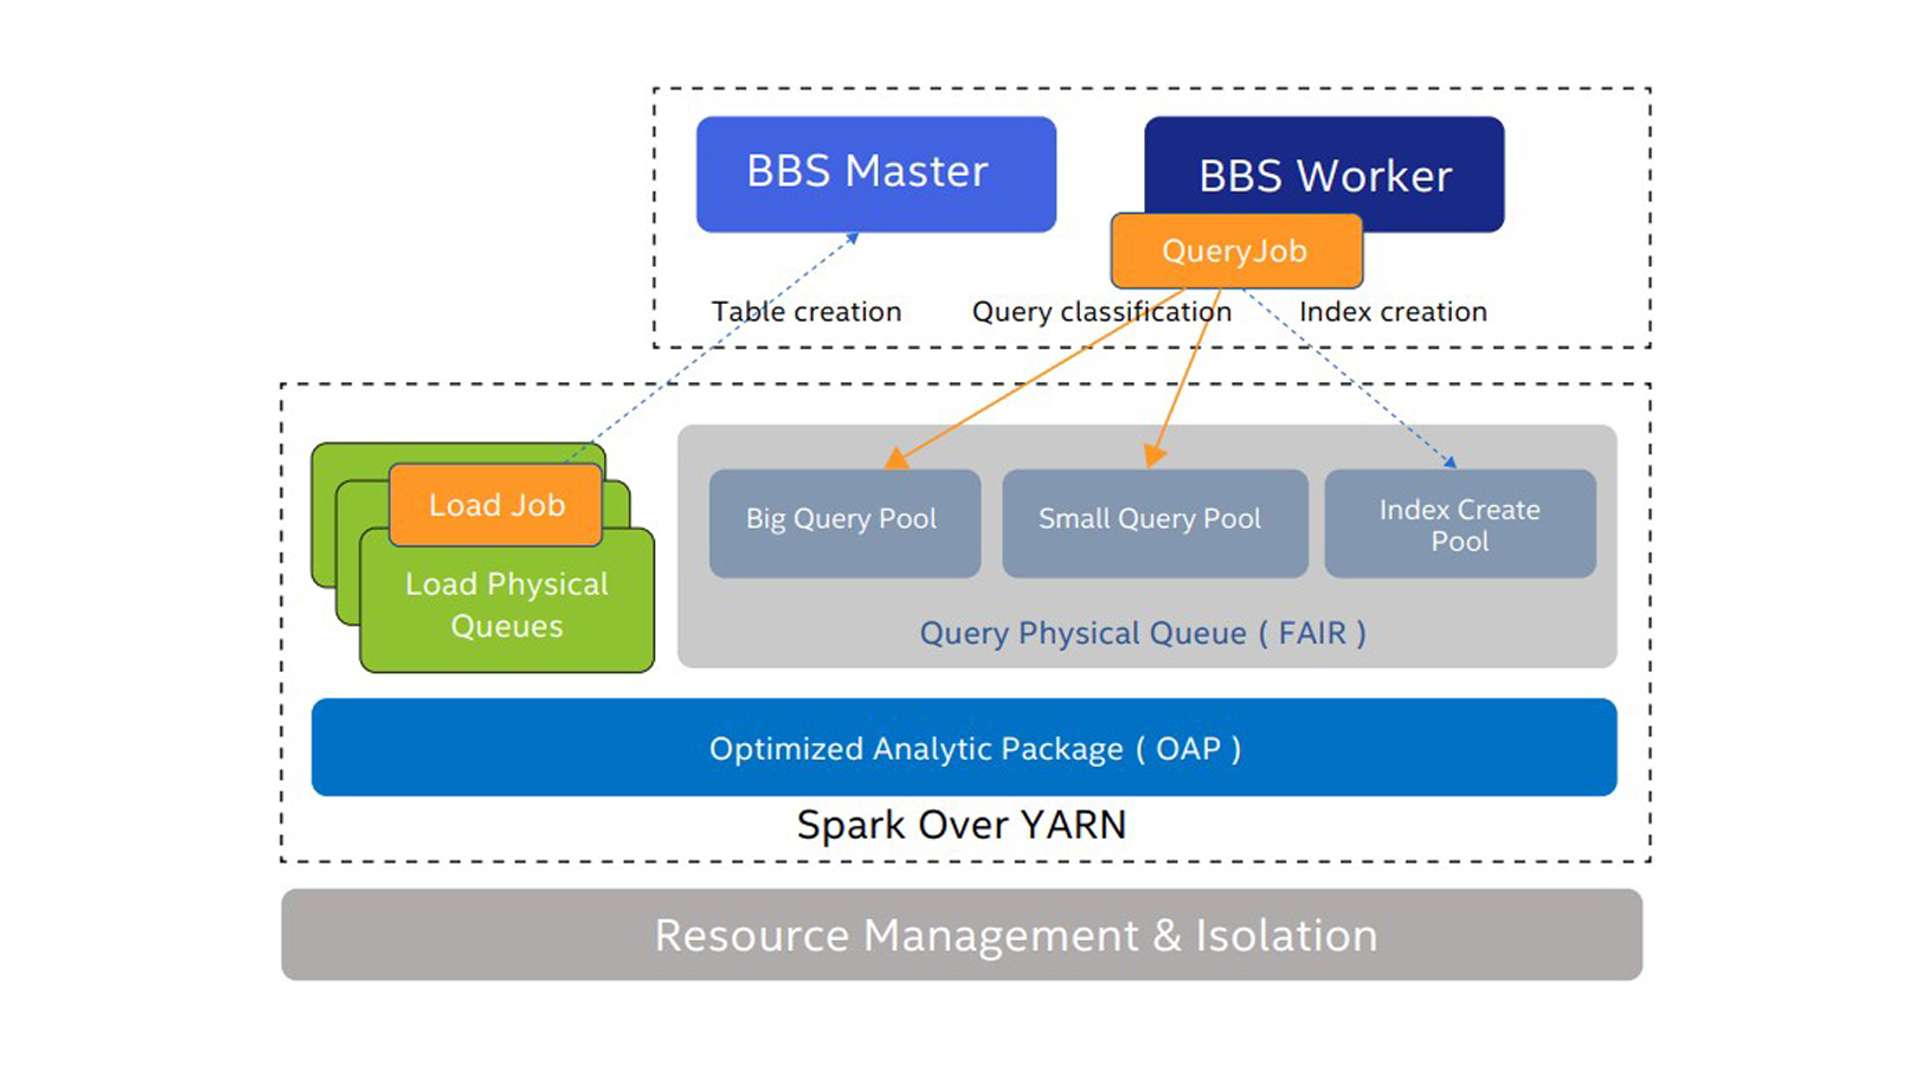 BBS Master
BBS Worker
QueryJob
Table creation
Query classification
Index creation
Load Job
Load Physical
Queues
Big Query Pool
Small Query Pool
Index Create
Pool
Query Physical Queue ( FAIR )
Optimized Analytic Package ( OAP )
Spark Over YARN
Resource Management & Isolation